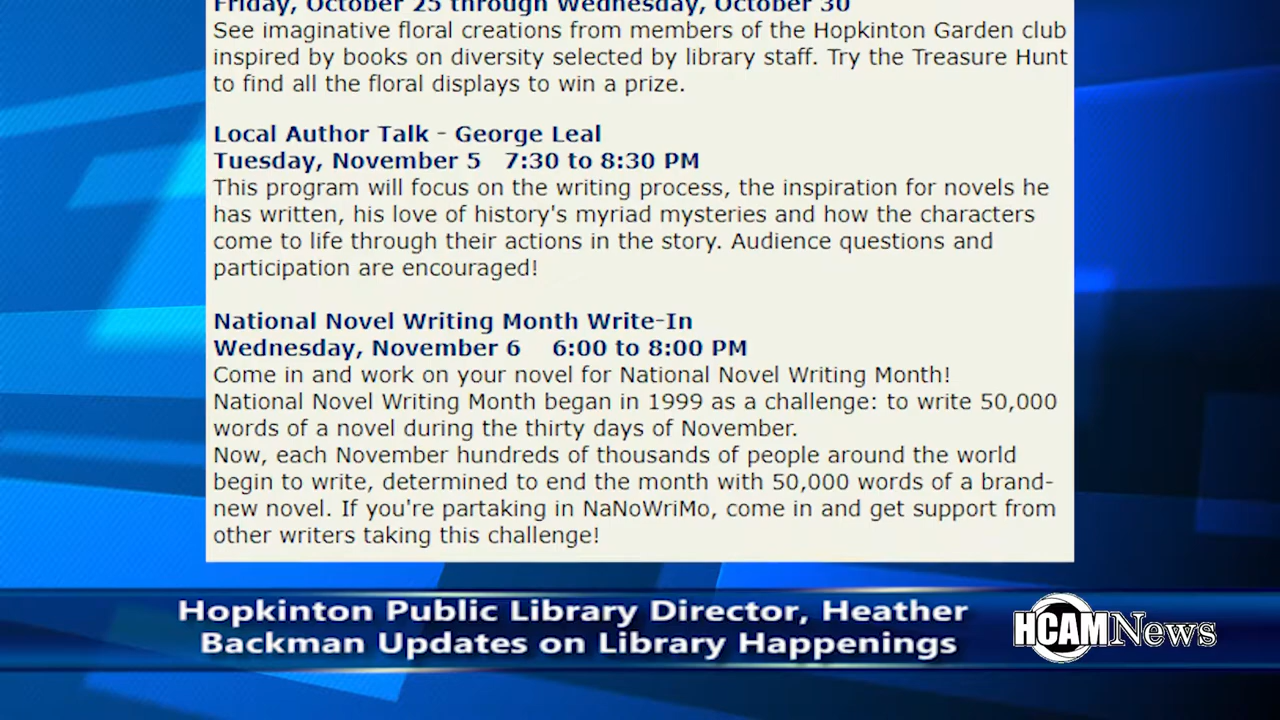 Friday, October 25 through Wednesday, October 30
See imaginative floral creations from members of the Hopkinton Garden club
inspired by books on diversity selected by library staff. Try the Treasure Hunt
to find all the floral displays to win a prize.
Local Author Talk - George Leal
Tuesday, November 5 7:30 to 8:30 PM
This program will focus on the writing process, the inspiration for novels he
has written, his love of history's myriad mysteries and how the characters
come to life through their actions in the story. Audience questions and
participation are encouraged!
National Novel Writing Month Write-In
Wednesday, November 6 6:00 to 8:00 PM
Come in and work on your novel for National Novel Writing Month!
National Novel Writing Month began in 1999 as a challenge: to write 50,000
words of a novel during the thirty days of November.
Now, each November hundreds of thousands of people around the world
begin to write, determined to end the month with 50,000 words of a brand-
new novel. If you're partaking in NaNoWriMo, come in and get support from
other writers taking this challenge!
Hopkinton Public Library Director, Heather
Backman Updates on Library Happenings
HCAM News